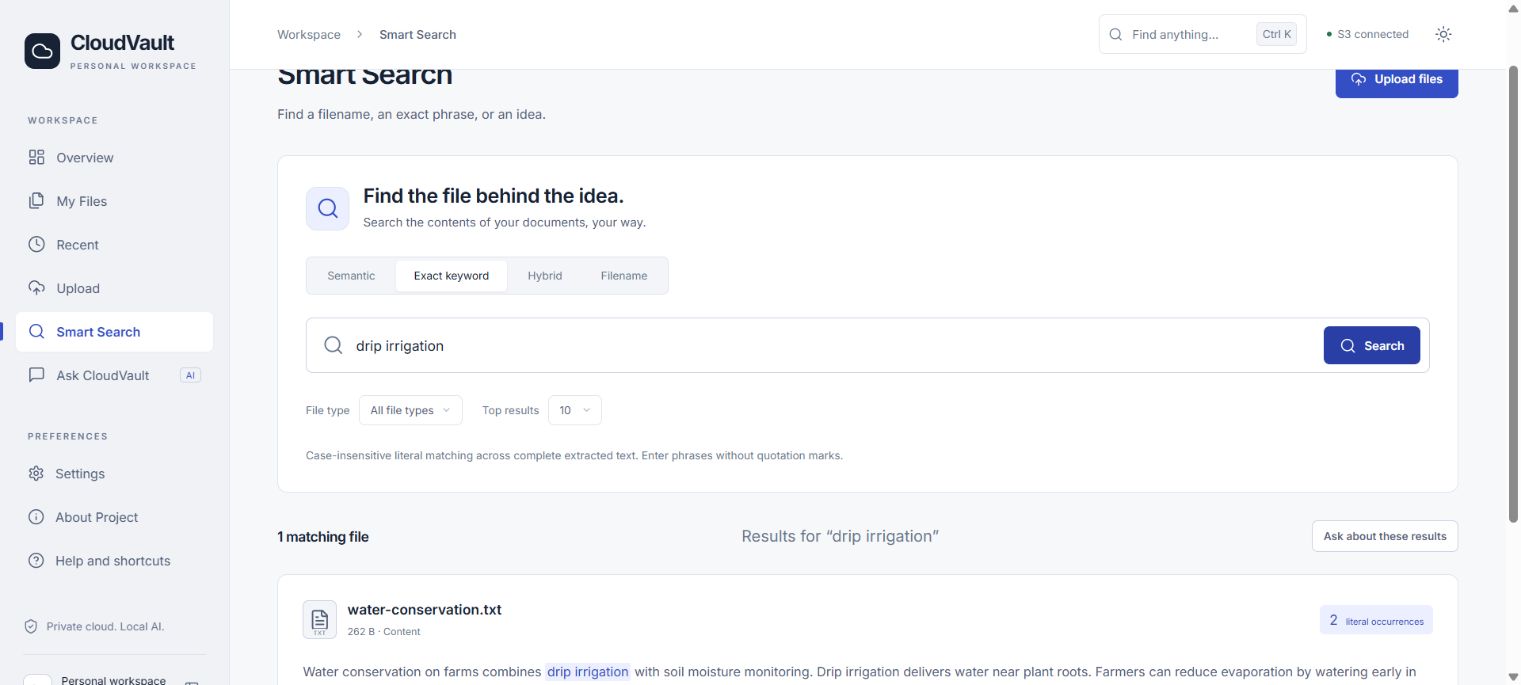 CloudVault
PERSONAL WORKSPACE
WORKSPACE
Overview
My Files
Recent
Upload
Smart Search
Ask CloudVault AI
PREFERENCES
Settings
About Project
Help and shortcuts
Private cloud. Local AI.
Personal workspace
Workspace > Smart Search
Find anything... Ctrl K
S3 connected
Smart Search
Upload files
Find a filename, an exact phrase, or an idea.
Find the file behind the idea.
Search the contents of your documents, your way.
Semantic Exact keyword Hybrid Filename
drip irrigation
Search
File type All file types Top results 10
Case-insensitive literal matching across complete extracted text. Enter phrases without quotation marks.
1 matching file
Results for “drip irrigation”
Ask about these results
water-conservation.txt
TXT
262 B · Content
2 literal occurrences
Water conservation on farms combines drip irrigation with soil moisture monitoring. Drip irrigation delivers water near plant roots. Farmers can reduce evaporation by watering early in